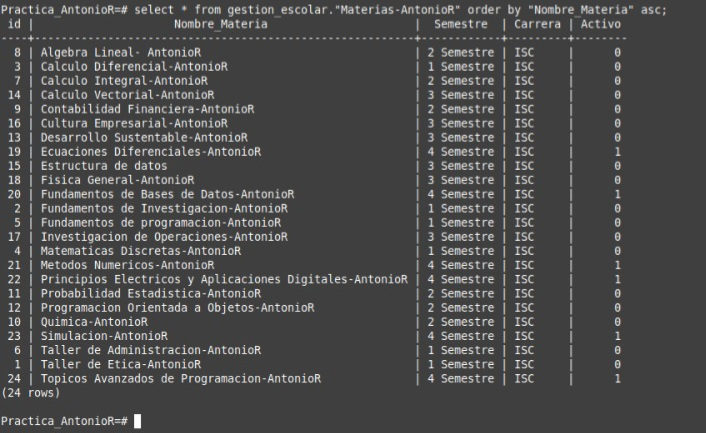 Practica_AntonioR=# select * from gestion_escolar."Materias-AntonioR" order by "Nombre_Materia" asc;
 id |                     Nombre_Materia                      |  Semestre  | Carrera | Activo
----+---------------------------------------------------------+------------+---------+--------
  8 | Algebra Lineal- AntonioR                                | 2 Semestre | ISC     |      0
  3 | Calculo Diferencial-AntonioR                            | 1 Semestre | ISC     |      0
  7 | Calculo Integral-AntonioR                               | 2 Semestre | ISC     |      0
 14 | Calculo Vectorial-AntonioR                              | 3 Semestre | ISC     |      0
  9 | Contabilidad Financiera-AntonioR                        | 2 Semestre | ISC     |      0
 16 | Cultura Empresarial-AntonioR                            | 3 Semestre | ISC     |      0
 13 | Desarrollo Sustentable-AntonioR                         | 3 Semestre | ISC     |      0
 19 | Ecuaciones Diferenciales-AntonioR                       | 4 Semestre | ISC     |      1
 15 | Estructura de datos                                     | 3 Semestre | ISC     |      0
 18 | Fisica General-AntonioR                                 | 3 Semestre | ISC     |      0
 20 | Fundamentos de Bases de Datos-AntonioR                  | 4 Semestre | ISC     |      1
  2 | Fundamentos de Investigacion-AntonioR                   | 1 Semestre | ISC     |      0
  5 | Fundamentos de programacion-AntonioR                    | 1 Semestre | ISC     |      0
 17 | Investigacion de Operaciones-AntonioR                   | 3 Semestre | ISC     |      0
  4 | Matematicas Discretas-AntonioR                          | 1 Semestre | ISC     |      0
 21 | Metodos Numericos-AntonioR                              | 4 Semestre | ISC     |      1
 22 | Principios Electricos y Aplicaciones Digitales-AntonioR | 4 Semestre | ISC     |      1
 11 | Probabilidad Estadistica-AntonioR                       | 2 Semestre | ISC     |      0
 12 | Programacion Orientada a Objetos-AntonioR               | 2 Semestre | ISC     |      0
 10 | Quimica-AntonioR                                        | 2 Semestre | ISC     |      0
 23 | Simulacion-AntonioR                                     | 4 Semestre | ISC     |      1
  6 | Taller de Administracion-AntonioR                       | 1 Semestre | ISC     |      0
  1 | Taller de Etica-AntonioR                                | 1 Semestre | ISC     |      0
 24 | Topicos Avanzados de Programacion-AntonioR              | 4 Semestre | ISC     |      1
(24 rows)
Practica_AntonioR=#